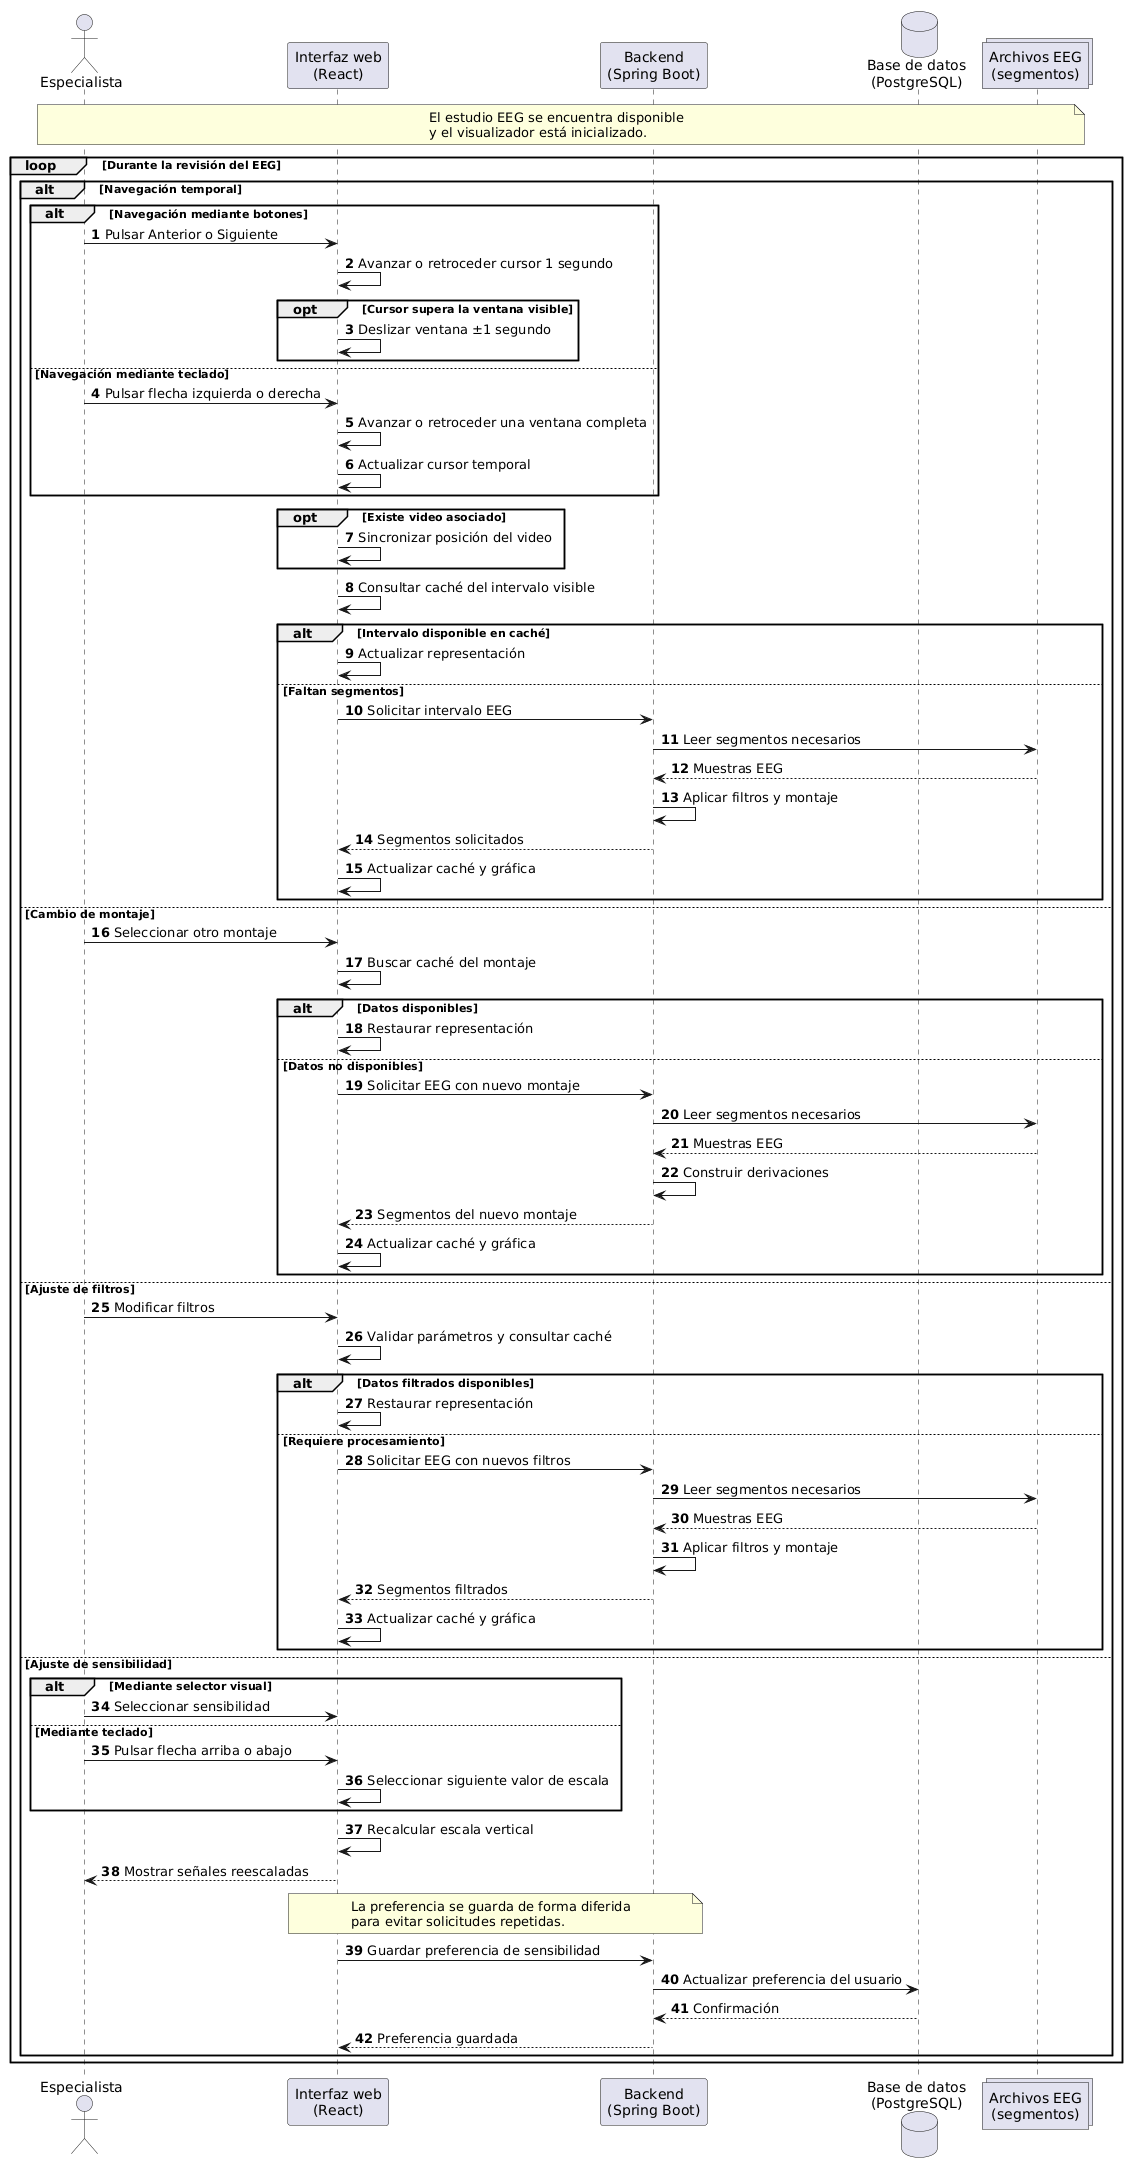 Especialista
Interfaz web
(React)
Backend
(Spring Boot)
Base de datos
(PostgreSQL)
Archivos EEG
(segmentos)
El estudio EEG se encuentra disponible
y el visualizador está inicializado.
loop [Durante la revisión del EEG]
alt [Navegación temporal]
alt [Navegación mediante botones]
1 Pulsar Anterior o Siguiente
2 Avanzar o retroceder cursor 1 segundo
opt [Cursor supera la ventana visible]
3 Deslizar ventana ±1 segundo
[Navegación mediante teclado]
4 Pulsar flecha izquierda o derecha
5 Avanzar o retroceder una ventana completa
6 Actualizar cursor temporal
opt [Existe video asociado]
7 Sincronizar posición del video
8 Consultar caché del intervalo visible
alt [Intervalo disponible en caché]
9 Actualizar representación
[Faltan segmentos]
10 Solicitar intervalo EEG
11 Leer segmentos necesarios
12 Muestras EEG
13 Aplicar filtros y montaje
14 Segmentos solicitados
15 Actualizar caché y gráfica
[Cambio de montaje]
16 Seleccionar otro montaje
17 Buscar caché del montaje
alt [Datos disponibles]
18 Restaurar representación
[Datos no disponibles]
19 Solicitar EEG con nuevo montaje
20 Leer segmentos necesarios
21 Muestras EEG
22 Construir derivaciones
23 Segmentos del nuevo montaje
24 Actualizar caché y gráfica
[Ajuste de filtros]
25 Modificar filtros
26 Validar parámetros y consultar caché
alt [Datos filtrados disponibles]
27 Restaurar representación
[Requiere procesamiento]
28 Solicitar EEG con nuevos filtros
29 Leer segmentos necesarios
30 Muestras EEG
31 Aplicar filtros y montaje
32 Segmentos filtrados
33 Actualizar caché y gráfica
[Ajuste de sensibilidad]
alt [Mediante selector visual]
34 Seleccionar sensibilidad
[Mediante teclado]
35 Pulsar flecha arriba o abajo
36 Seleccionar siguiente valor de escala
37 Recalcular escala vertical
38 Mostrar señales reescaladas
La preferencia se guarda de forma diferida
para evitar solicitudes repetidas.
39 Guardar preferencia de sensibilidad
40 Actualizar preferencia del usuario
41 Confirmación
42 Preferencia guardada
Especialista
Interfaz web
(React)
Backend
(Spring Boot)
Base de datos
(PostgreSQL)
Archivos EEG
(segmentos)